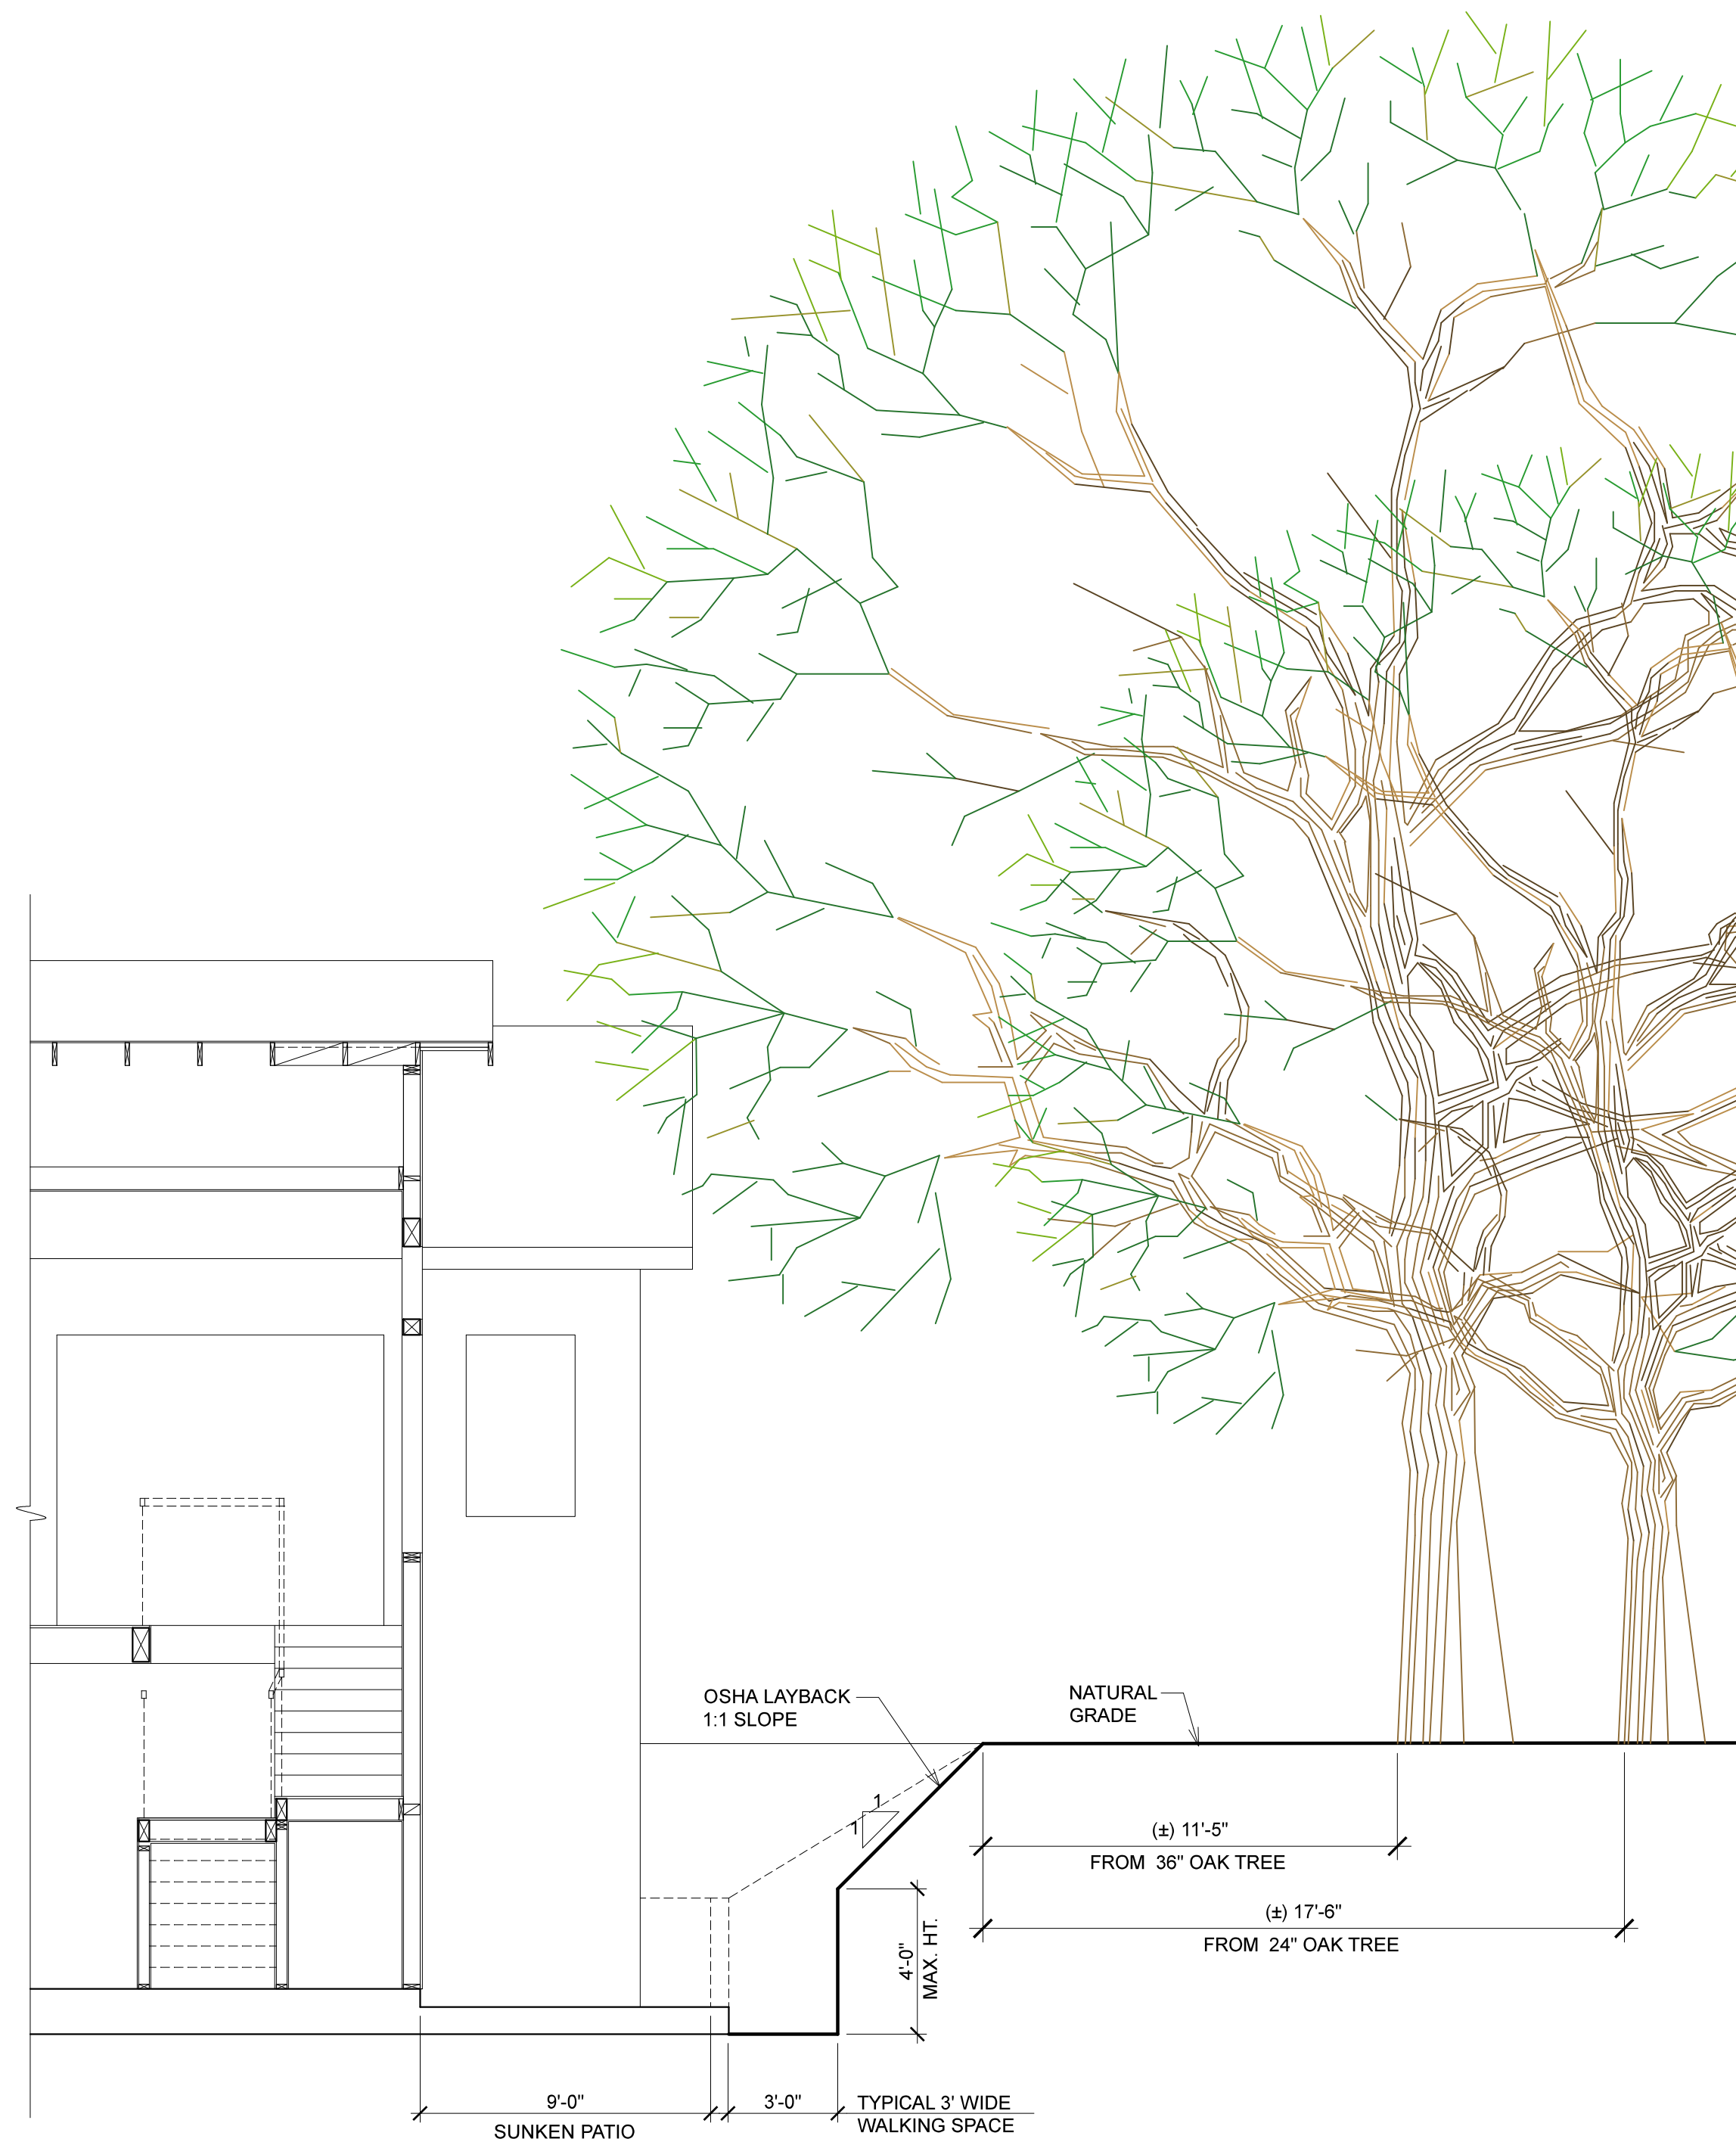 OSHA LAYBACK
1:1 SLOPE
NATURAL
GRADE
1
1
(±) 11'-5"
FROM 36" OAK TREE
(±) 17'-6"
FROM 24" OAK TREE
4'-0"
MAX. HT.
9'-0"
SUNKEN PATIO
3'-0"
TYPICAL 3' WIDE
WALKING SPACE